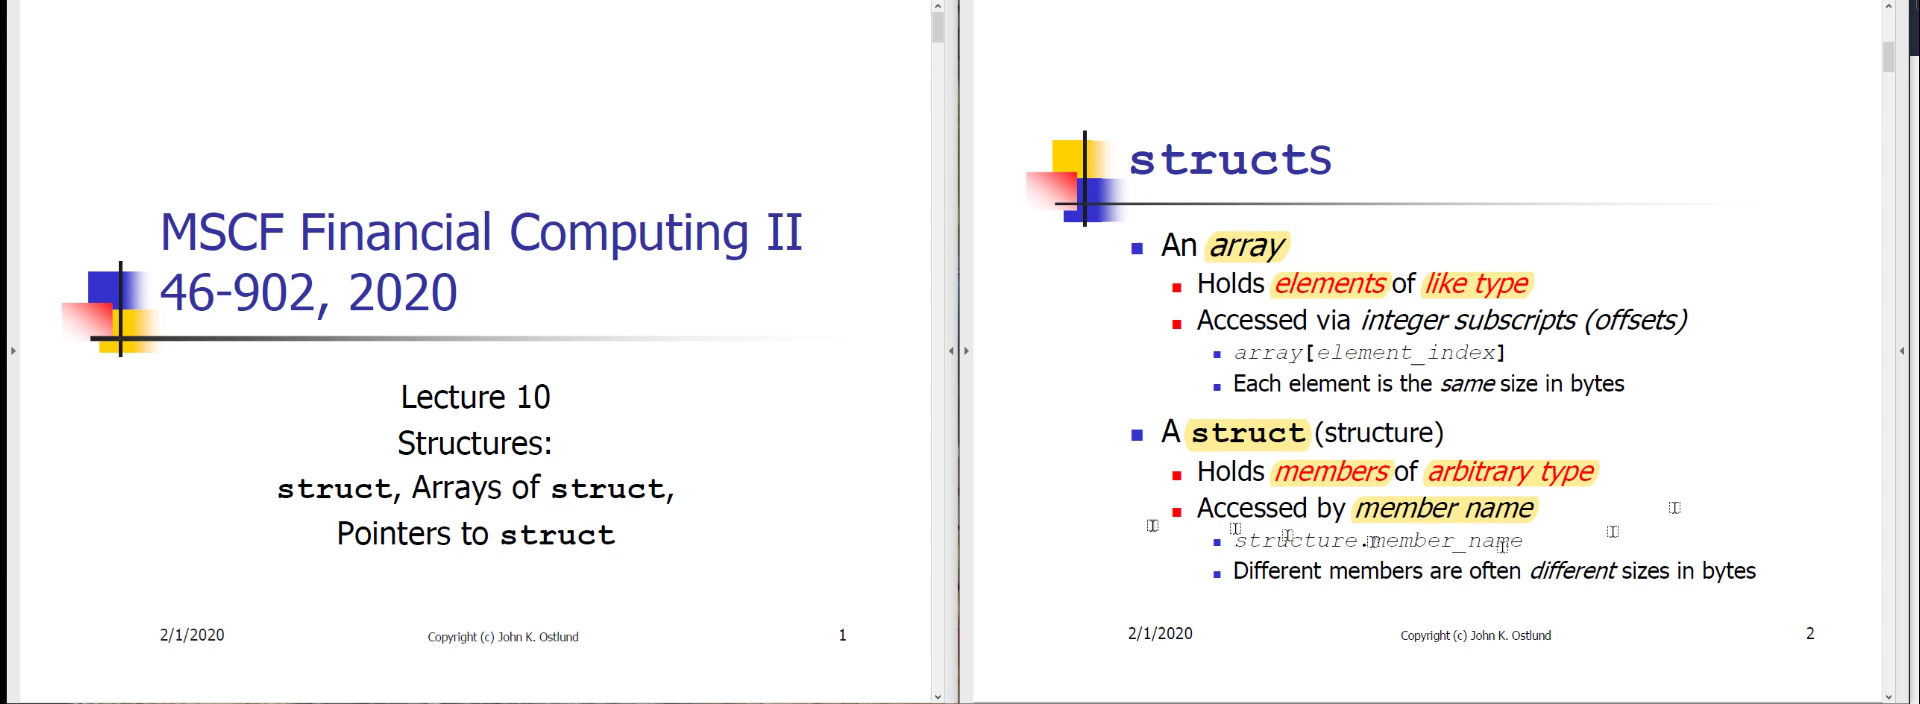 MSCF Financial Computing II
46-902, 2020
Lecture 10
Structures:
struct, Arrays of struct,
Pointers to struct
2/1/2020
Copyright (c) John K. Ostlund
1
structs
An array
Holds elements of like type
Accessed via integer subscripts (offsets)
array[element_index]
Each element is the same size in bytes
A struct (structure)
Holds members of arbitrary type
Accessed by member name
structure.member_name
Different members are often different sizes in bytes
2/1/2020
Copyright (c) John K. Ostlund
2